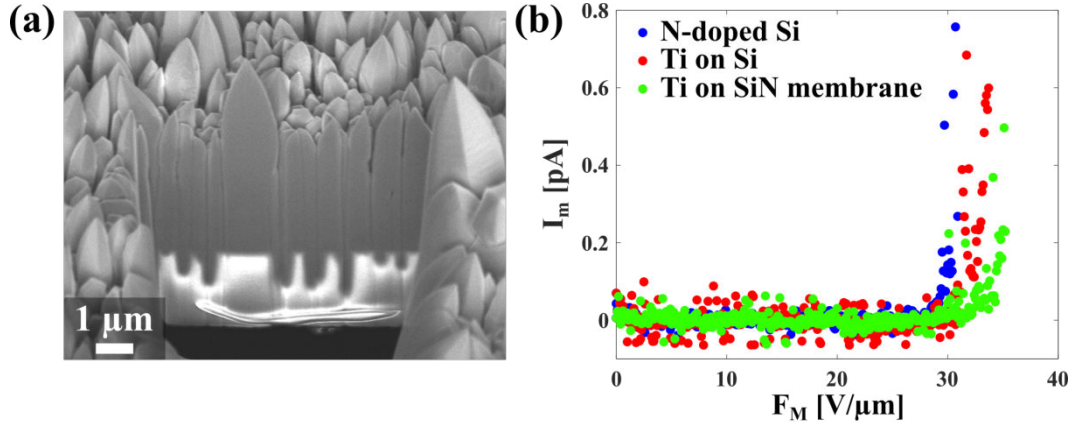 (a)
1 µm
(b)
N-doped Si
Ti on Si
Ti on SiN membrane
I_m [pA]
0.8
0.6
0.4
0.2
0
0
10
20
30
40
F_M [V/µm]